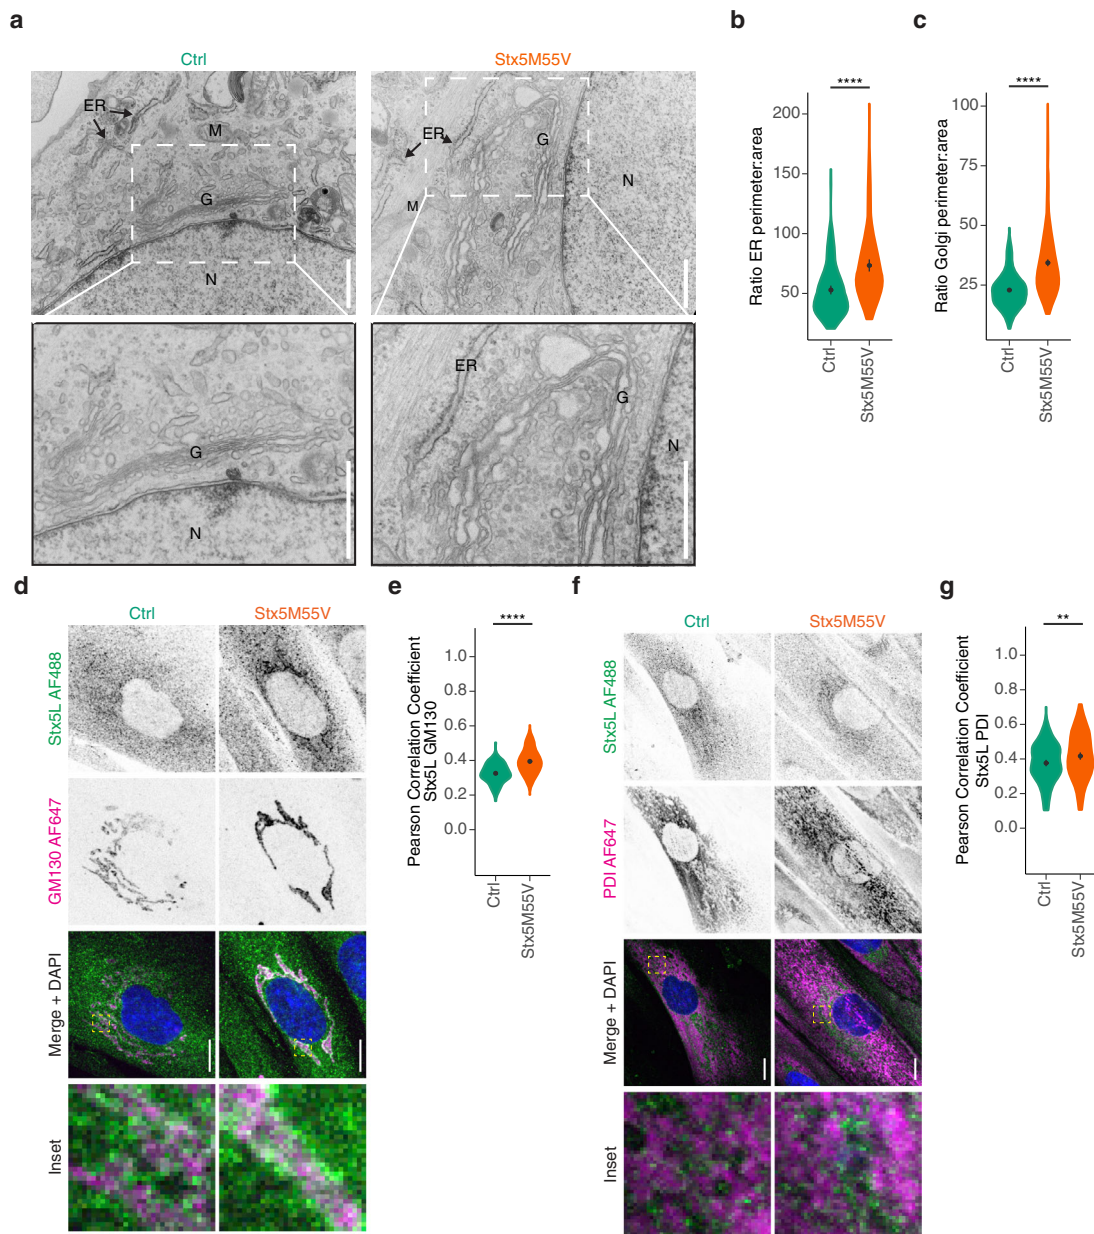 a
Ctrl
Stx5M55V
ER
M
G
N
ER
G
N
M
G
N
ER
G
N
b
****
Ratio ER perimeter:area
200
150
100
50
Ctrl
Stx5M55V
c
****
Ratio Golgi perimeter:area
100
75
50
25
Ctrl
Stx5M55V
d
Ctrl
Stx5M55V
Stx5L AF488
GM130 AF647
Merge + DAPI
Inset
e
****
Pearson Correlation Coefficient
Stx5L GM130
1.0
0.8
0.6
0.4
0.2
0.0
Ctrl
Stx5M55V
f
Ctrl
Stx5M55V
Stx5L AF488
PDI AF647
Merge + DAPI
Inset
g
**
Pearson Correlation Coefficient
Stx5L PDI
1.0
0.8
0.6
0.4
0.2
0.0
Ctrl
Stx5M55V